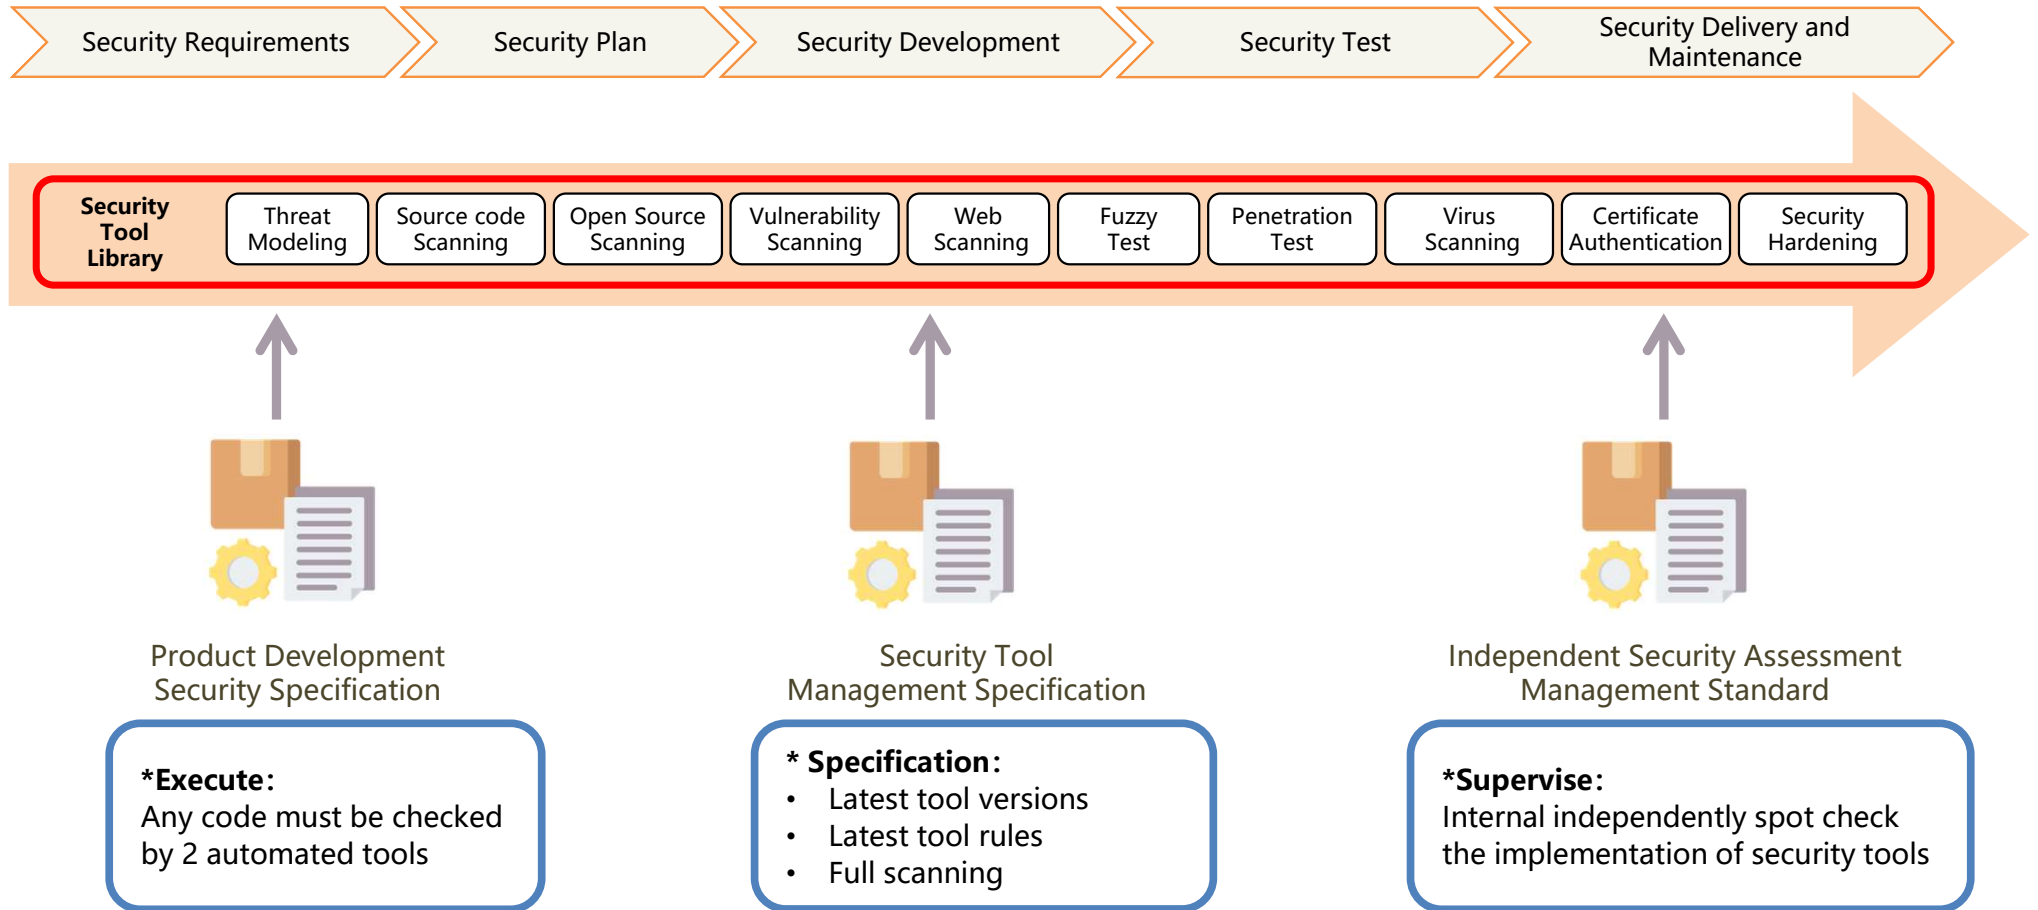 Security Requirements
Security Plan
Security Development
Security Test
Security Delivery and
Maintenance
Security
Tool
Library
Threat
Modeling
Source code
Scanning
Open Source
Scanning
Vulnerability
Scanning
Web
Scanning
Fuzzy
Test
Penetration
Test
Virus
Scanning
Certificate
Authentication
Security
Hardening
Product Development
Security Specification
Security Tool
Management Specification
Independent Security Assessment
Management Standard
*Execute:
Any code must be checked
by 2 automated tools
* Specification:
• Latest tool versions
• Latest tool rules
• Full scanning
*Supervise:
Internal independently spot check
the implementation of security tools